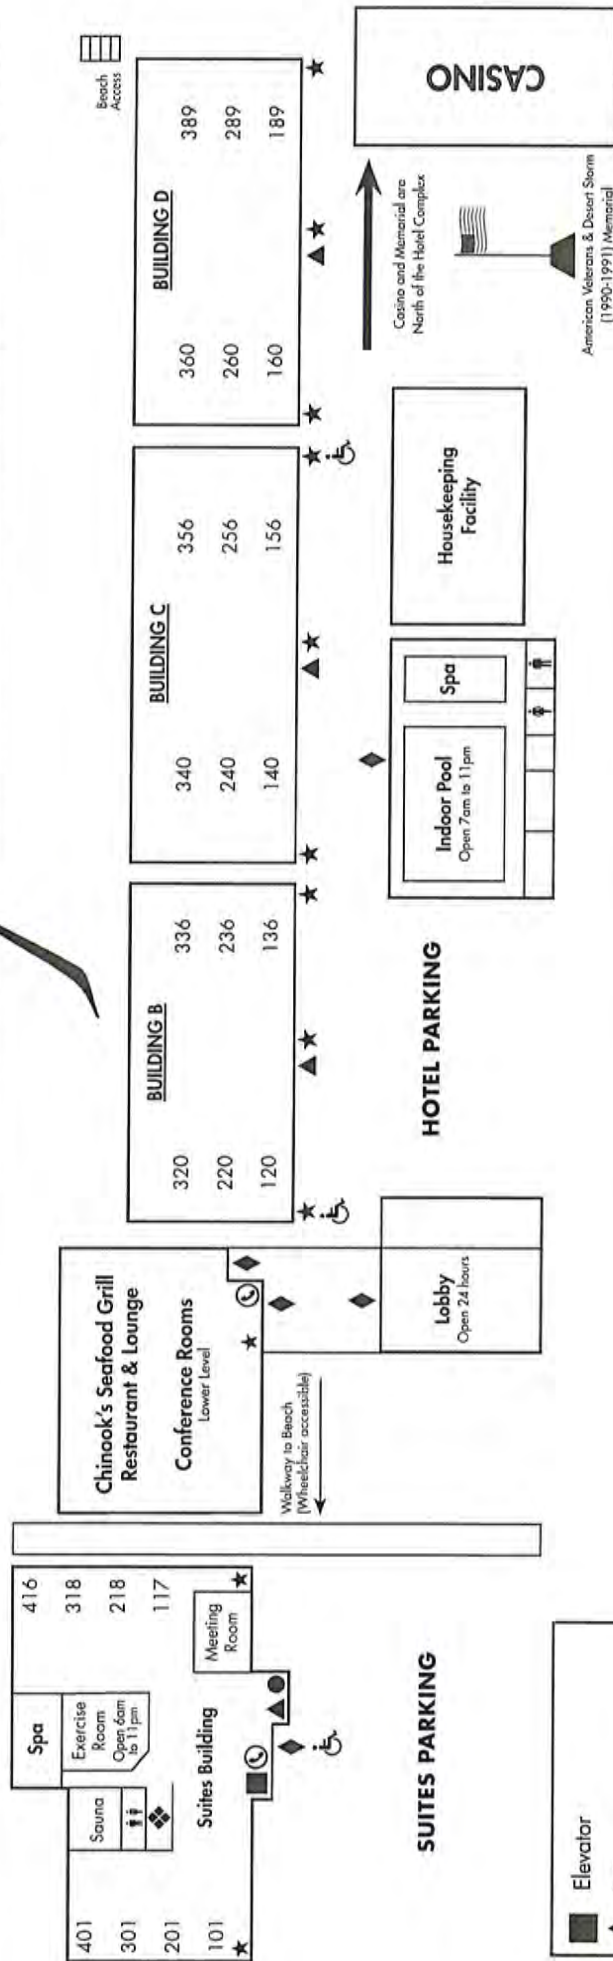 Spa
416
Exercise
Room
Open 6am
to 11pm
318
218
117
Sauna
401
301
201
101
Suites Building
Meeting
Room
SUITES PARKING
Elevator
Chinook's Seafood Grill
Restaurant & Lounge
Conference Rooms
Lower Level
Walkway to Beach
(Wheelchair accessible)
Lobby
Open 24 hours
HOTEL PARKING
BUILDING B
320 336
220 236
120 136
BUILDING C
340 356
240 256
140 156
BUILDING D
360 389
260 289
160 189
Beach
Access
Indoor Pool
Open 7am to 11pm
Spa
Housekeeping
Facility
Casino and Memorial are
North of the Hotel Complex
American Veterans & Desert Storm
(1990-1991) Memorial
CASINO